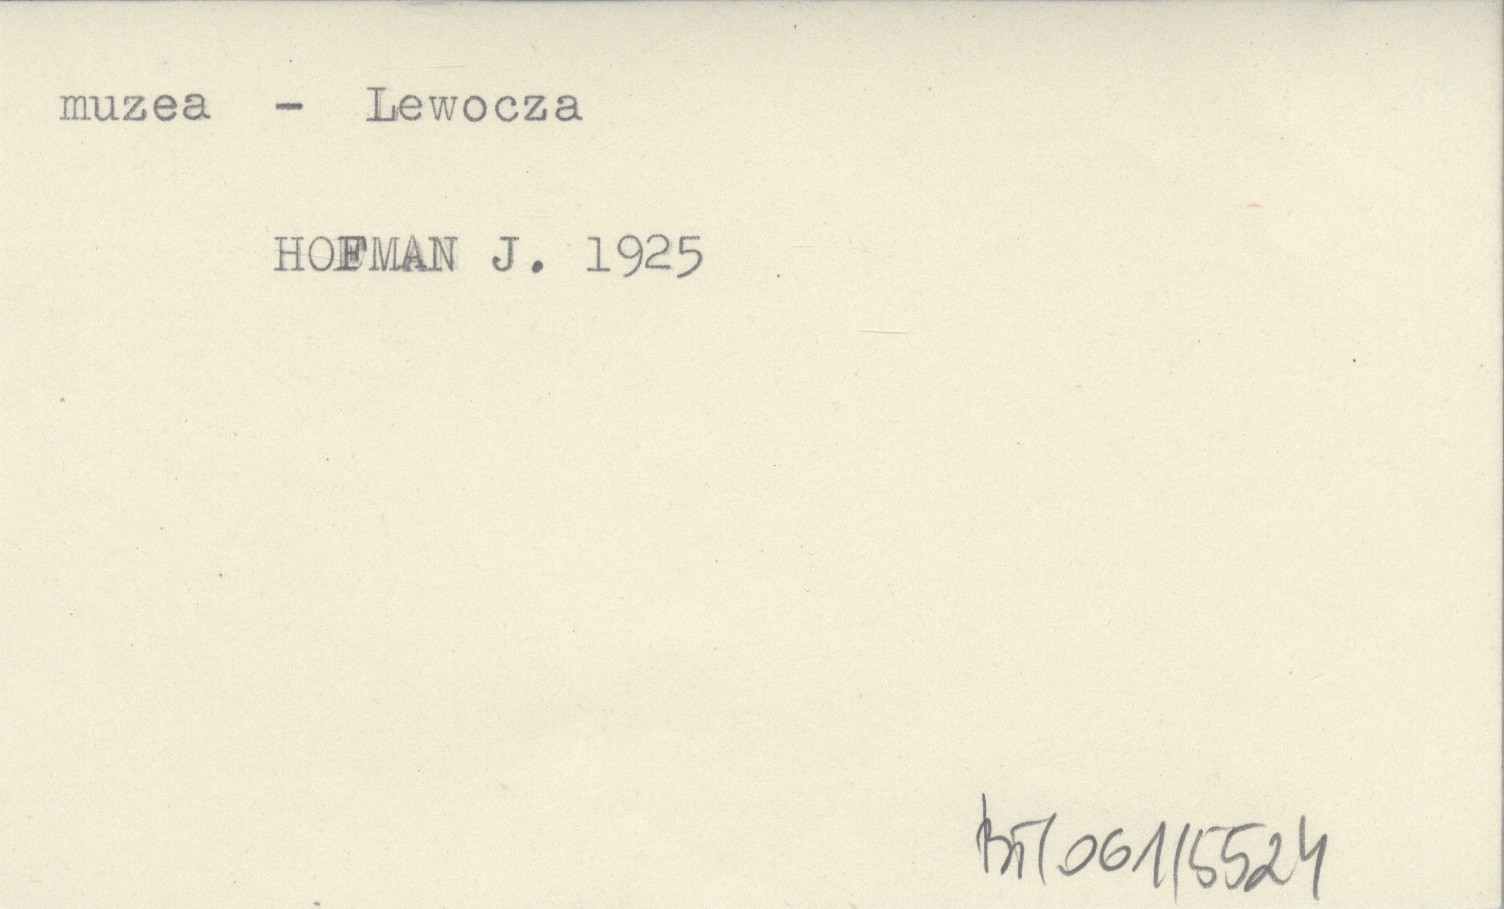 muzea - Lewocza
HOFMAN J. 1925
BT/061/5524